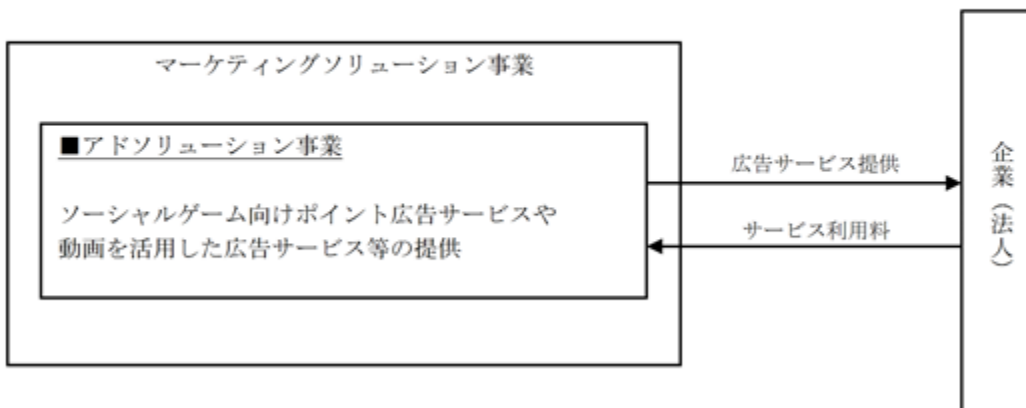 マーケティングソリューション事業
■アドソリューション事業
ソーシャルゲーム向けポイント広告サービスや
動画を活用した広告サービス等の提供
広告サービス提供
サービス利用料
企業（法人）